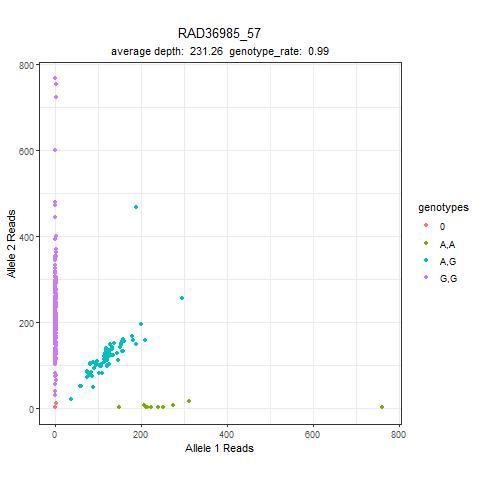 RAD36985_57
average depth:  231.26  genotype_rate:  0.99
800
600
400
200
0
Allele 2 Reads
0 200 400 600 800
Allele 1 Reads
genotypes
0
A,A
A,G
G,G